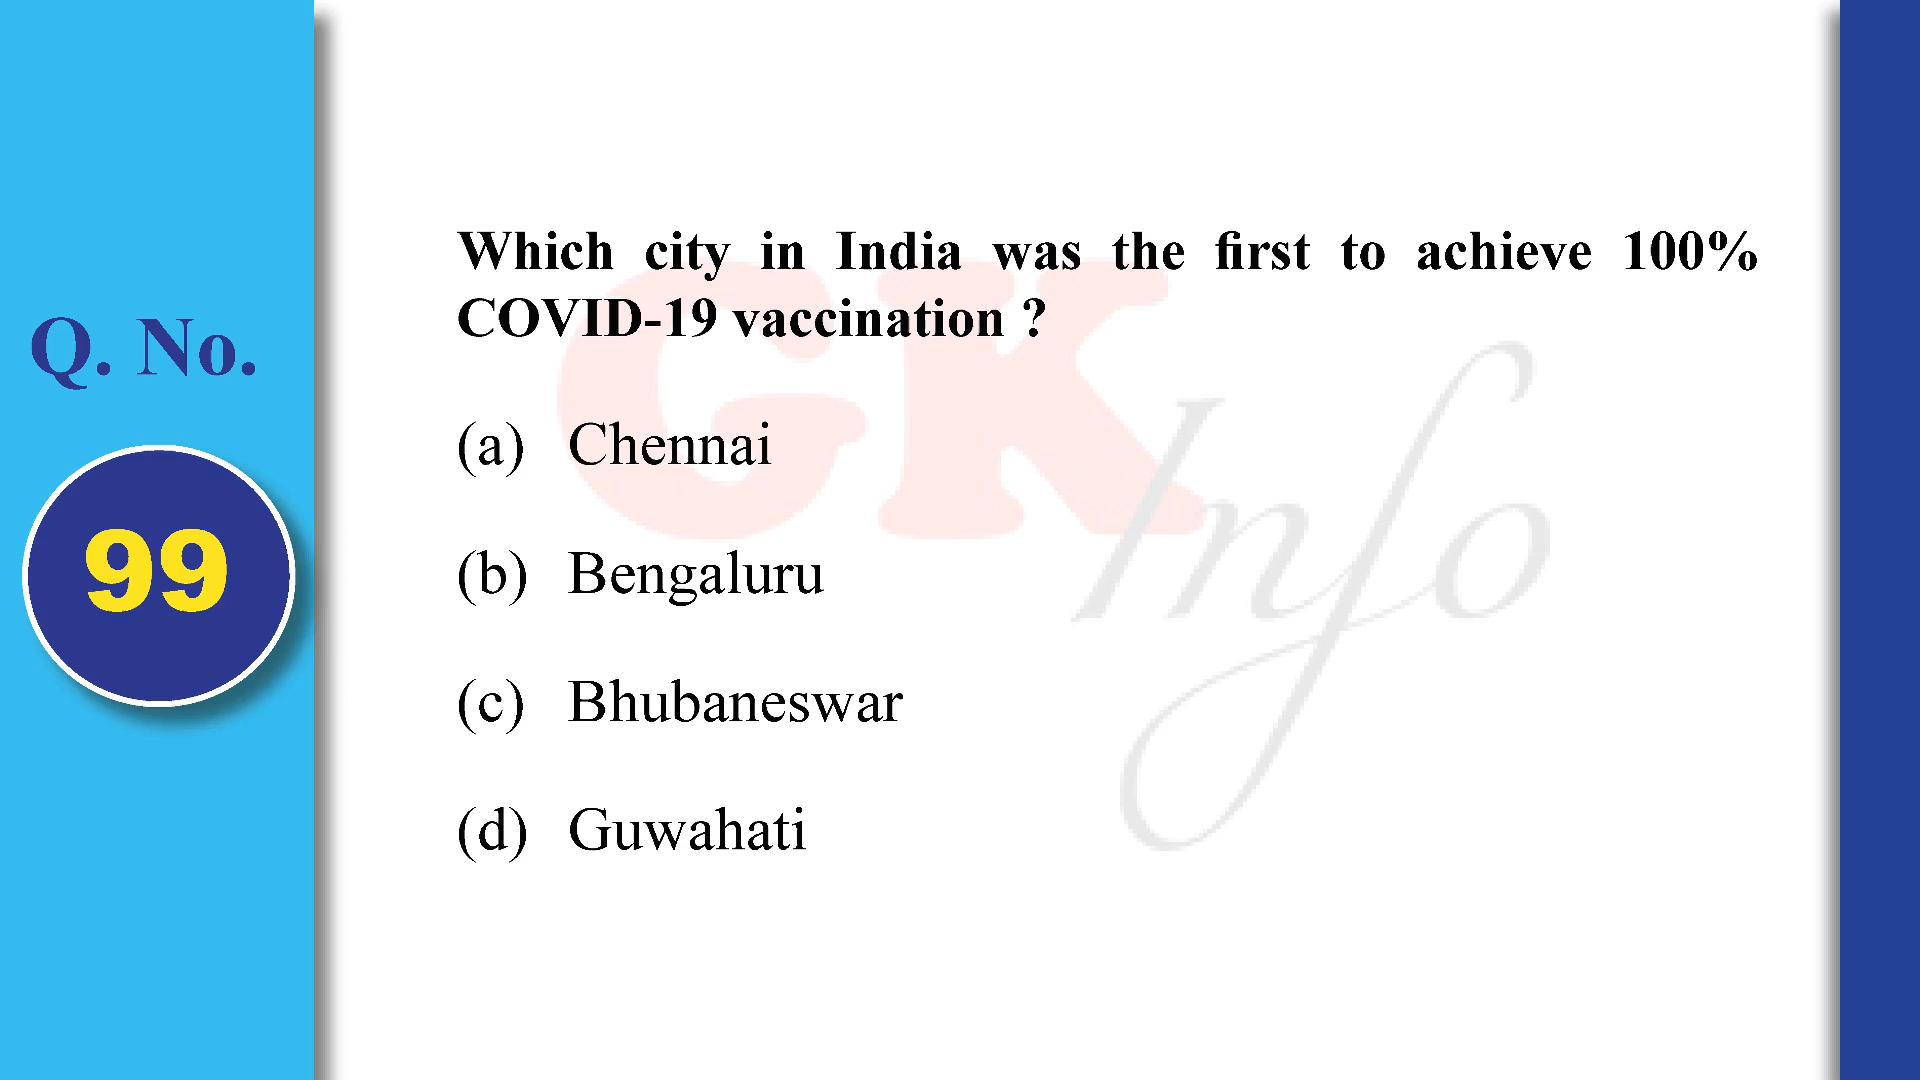 Q. No.
99
Which city in India was the first to achieve 100%
COVID-19 vaccination ?
(a) Chennai
(b) Bengaluru
(c) Bhubaneswar
(d) Guwahati
GK
Info